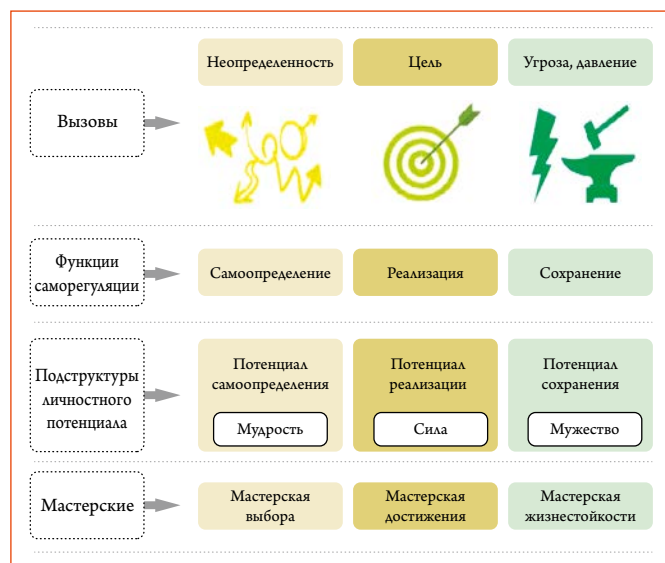 Неопределенность
Цель
Угроза, давление
Вызовы
Функции
саморегуляции
Самоопределение
Реализация
Сохранение
Подструктуры
личностного
потенциала
Потенциал
самоопределения
Мудрость
Потенциал
реализации
Сила
Потенциал
сохранения
Мужество
Мастерские
Мастерская
выбора
Мастерская
достижения
Мастерская
жизнестойкости